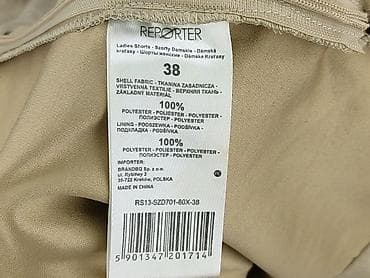 REPORTER
Ladies Shorts - Szorty Damskie - Dámské
kraťasy - Шорты женские - Dámske Kraťasy
38
SHELL FABRIC - TKANINA ZASADNICZA -
VRSTVENNA TEXTILIE - ВЕРХНЯЯ ТКАНЬ -
ZÁKLADNÝ MATERIÁL
100%
POLYESTER - POLIESTER - POLYESTER -
ПОЛИЭСТЕР - POLYESTER
LINING - PODSZEWKA - PODŠÍVKA -
ПОДКЛАДКА - PODŠÍVKA
100%
POLYESTER - POLIESTER - POLYESTER -
ПОЛИЭСТЕР - POLYESTER
IMPORTER:
BRANDBQ Sp. z o.o.
ul. Rybitwy 2
30-722 Kraków, POLSKA
MADE IN CHINA
RS13-SZD701-80X-38
5 901347 201714